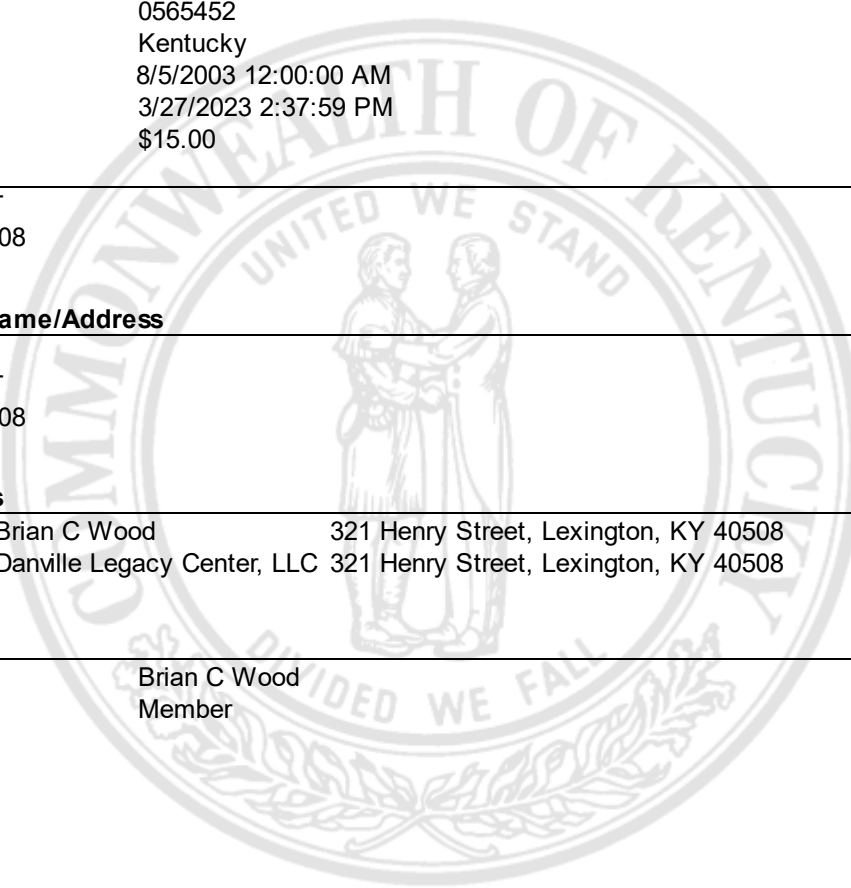 0565452
Kentucky
8/5/2003 12:00:00 AM
3/27/2023 2:37:59 PM
$15.00
08
ame/Address
08
s
Brian C Wood 321 Henry Street, Lexington, KY 40508
Danville Legacy Center, LLC 321 Henry Street, Lexington, KY 40508
Brian C Wood
Member
COMMONWEALTH OF KENTUCKY
UNITED WE STAND
DIVIDED WE FALL